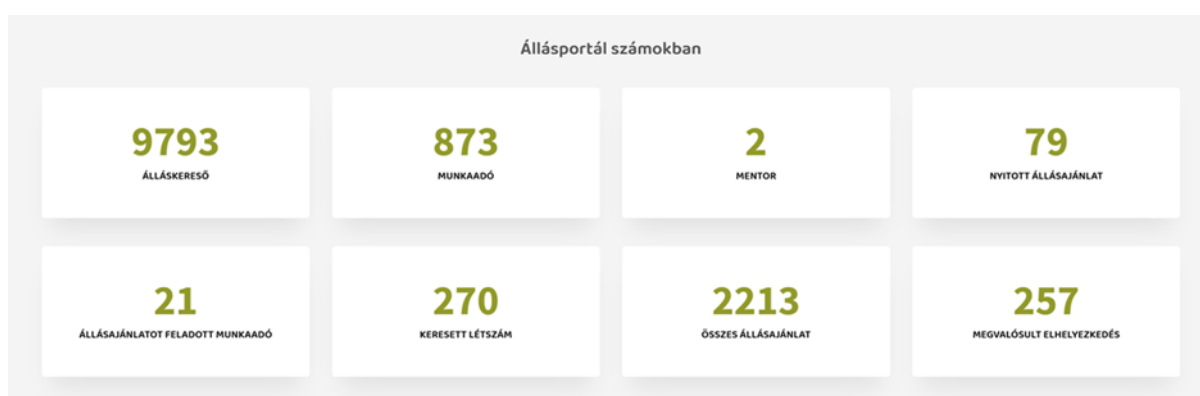 Állásportál számokban
9793
ÁLLÁSKERESŐ
873
MUNKAADÓ
2
MENTOR
79
NYITOTT ÁLLÁSAJÁNLAT
21
ÁLLÁSAJÁNLATOT FELADOTT MUNKAADÓ
270
KERESETT LÉTSZÁM
2213
ÖSSZES ÁLLÁSAJÁNLAT
257
MEGVALÓSULT ELHELYEZKEDÉS